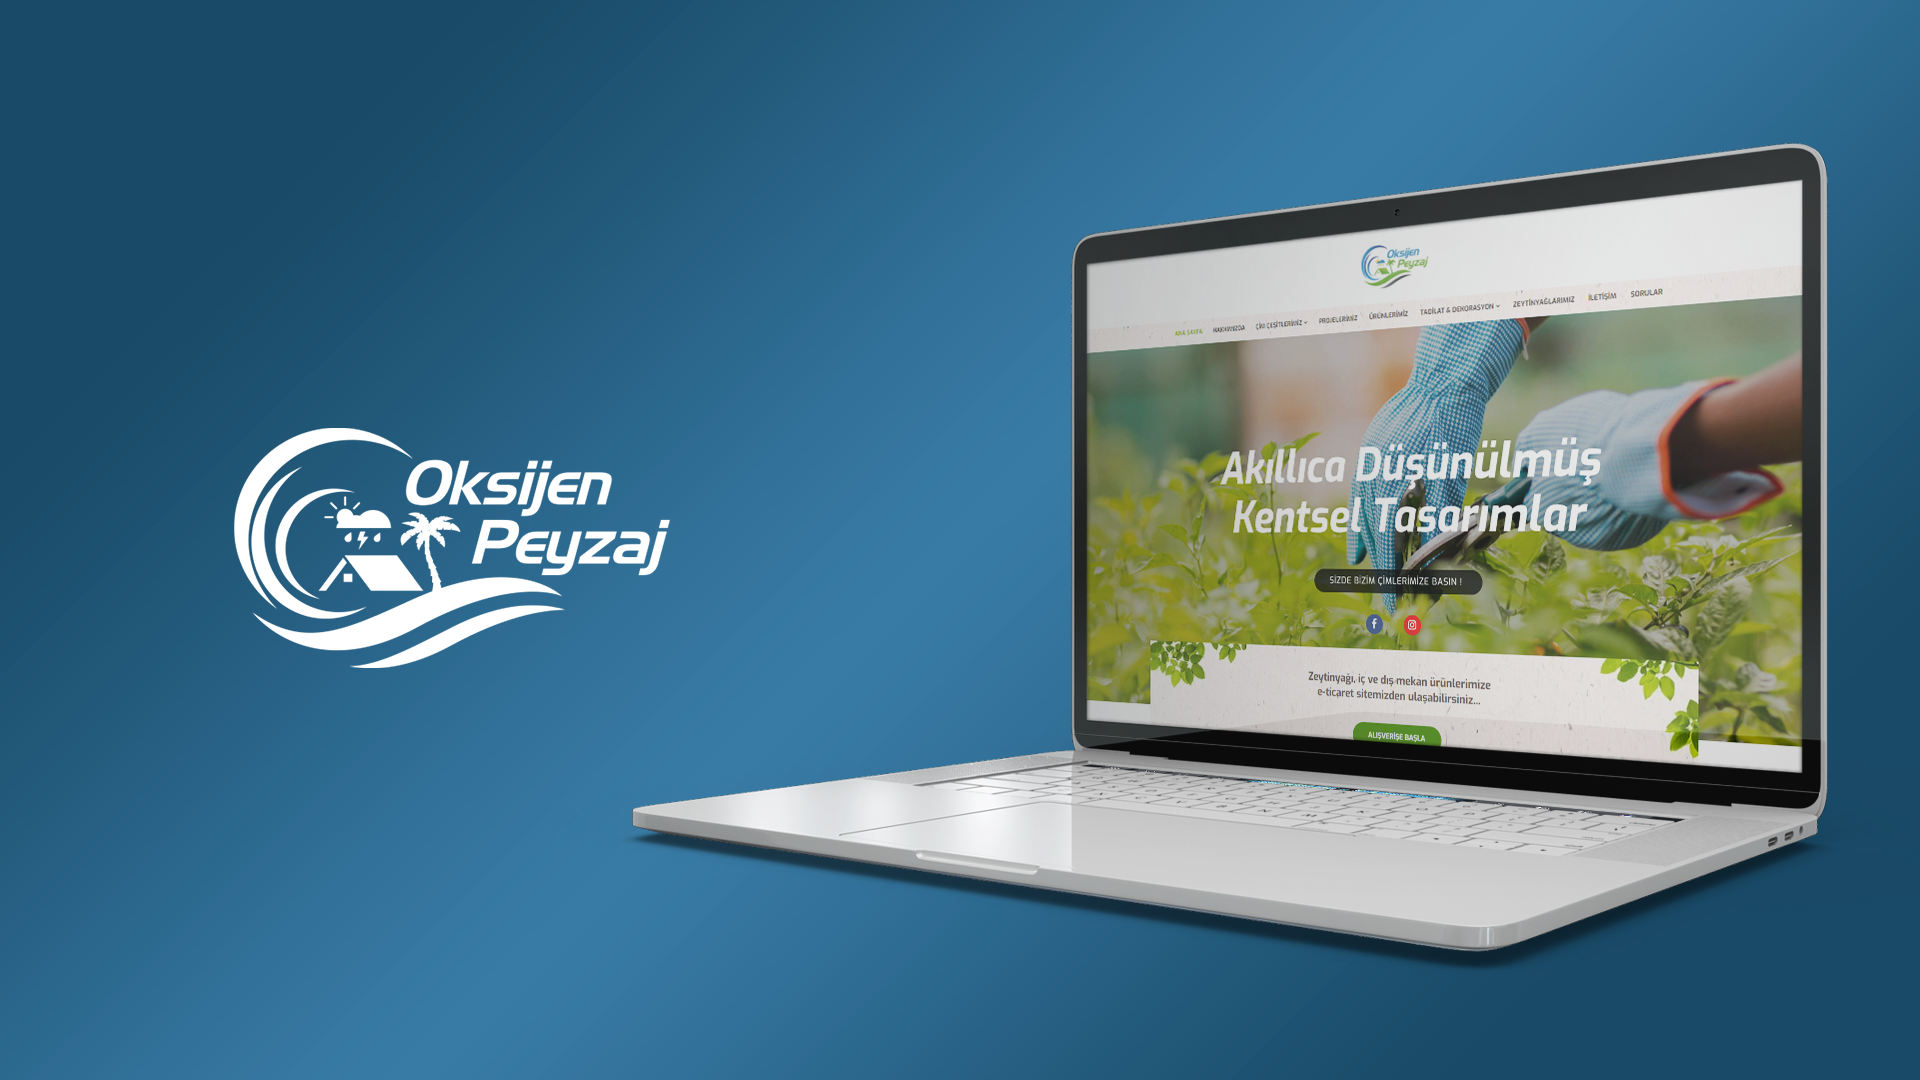 Oksijen
Peyzaj
Oksijen
Peyzaj
ANA SAYFA HAKKIMIZDA ÇİM ÇEŞİTLERİMİZ PROJELERİMİZ ÜRÜNLERİMİZ TADİLAT & DEKORASYON ZEYTİNYAĞLARIMIZ İLETİŞİM SORULAR
Akıllıca Düşünülmüş
Kentsel Tasarımlar
SİZDE BİZİM ÇİMLERİMİZE BASIN !
Zeytinyağı, iç ve dış mekan ürünlerimize
e-ticaret sitemizden ulaşabilirsiniz...
ALIŞVERİŞE BAŞLA